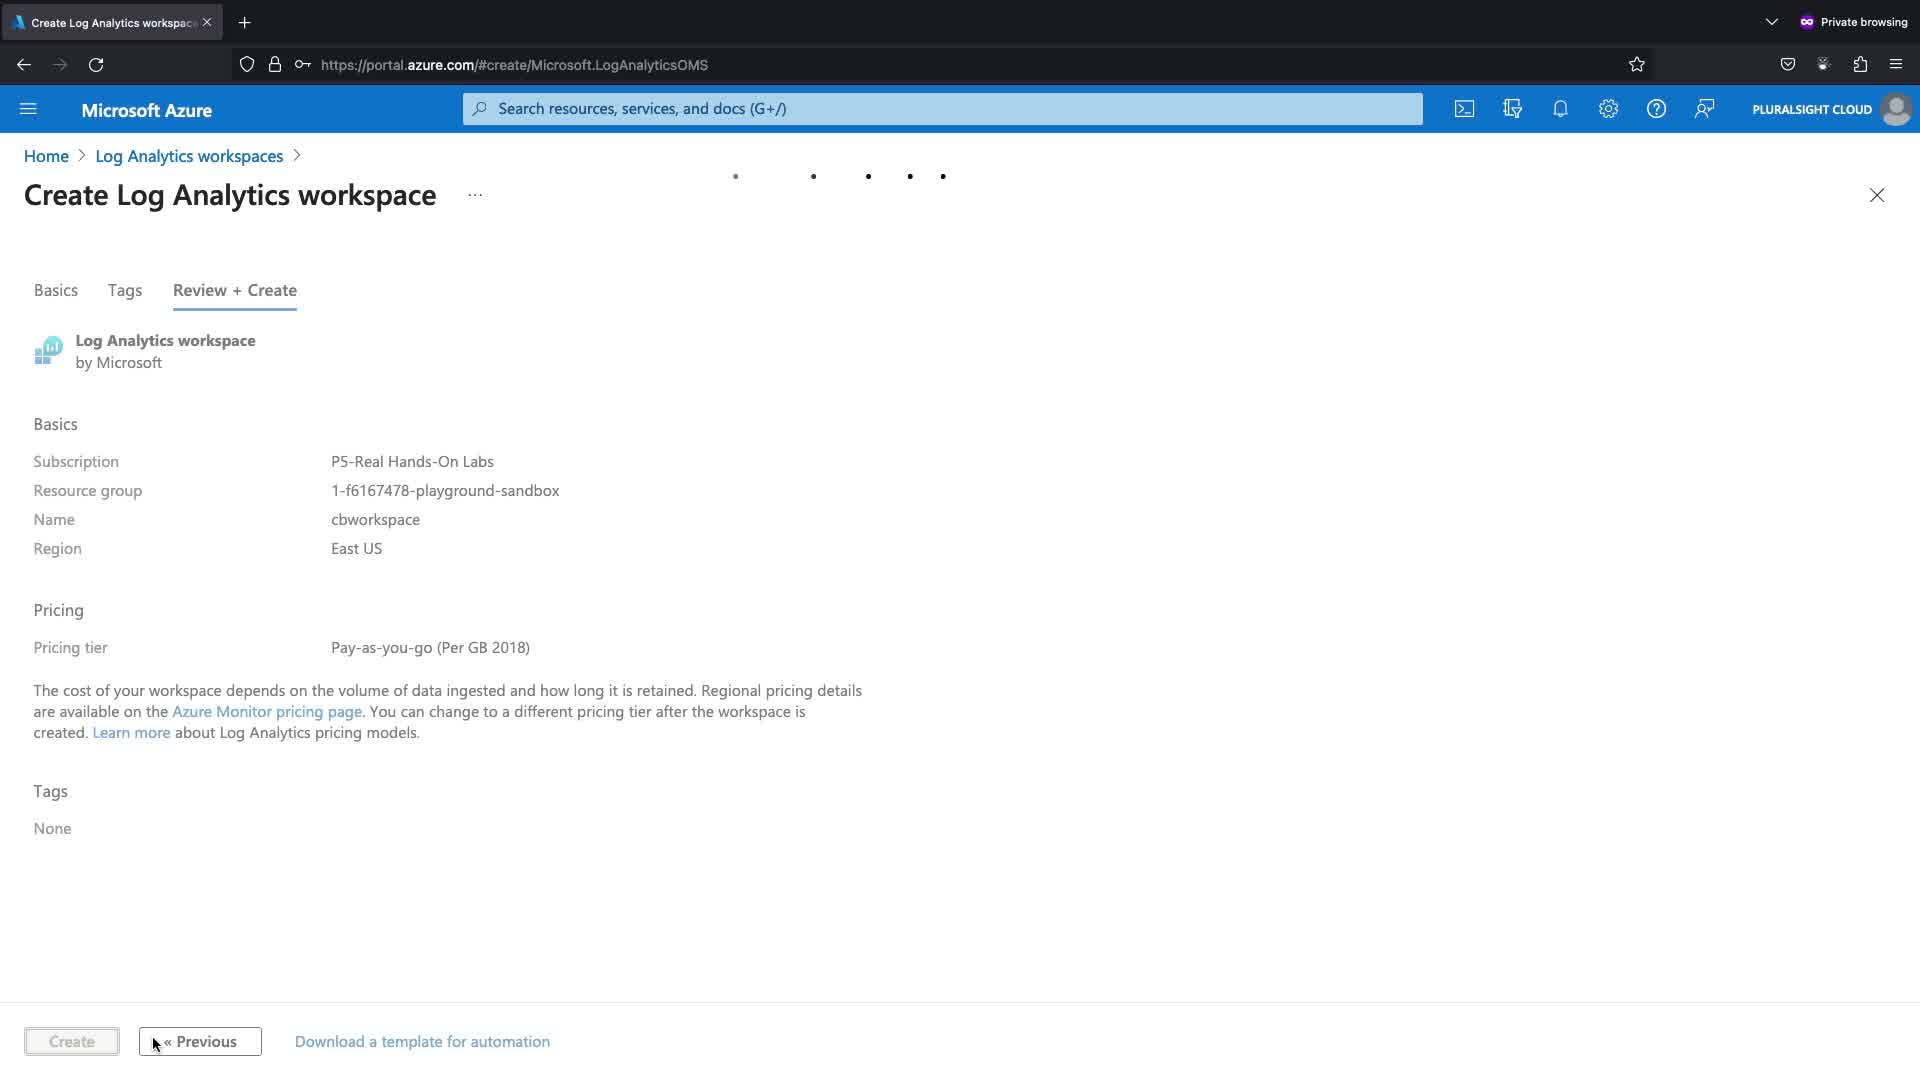 Create Log Analytics workspace
Private browsing
https://portal.azure.com/#create/Microsoft.LogAnalyticsOMS
Microsoft Azure
Search resources, services, and docs (G+/)
PLURALSIGHT CLOUD
Home > Log Analytics workspaces >
Create Log Analytics workspace ...
Basics Tags Review + Create
Log Analytics workspace
by Microsoft
Basics
Subscription P5-Real Hands-On Labs
Resource group 1-f6167478-playground-sandbox
Name cbworkspace
Region East US
Pricing
Pricing tier Pay-as-you-go (Per GB 2018)
The cost of your workspace depends on the volume of data ingested and how long it is retained. Regional pricing details
are available on the Azure Monitor pricing page. You can change to a different pricing tier after the workspace is
created. Learn more about Log Analytics pricing models.
Tags
None
Create « Previous Download a template for automation